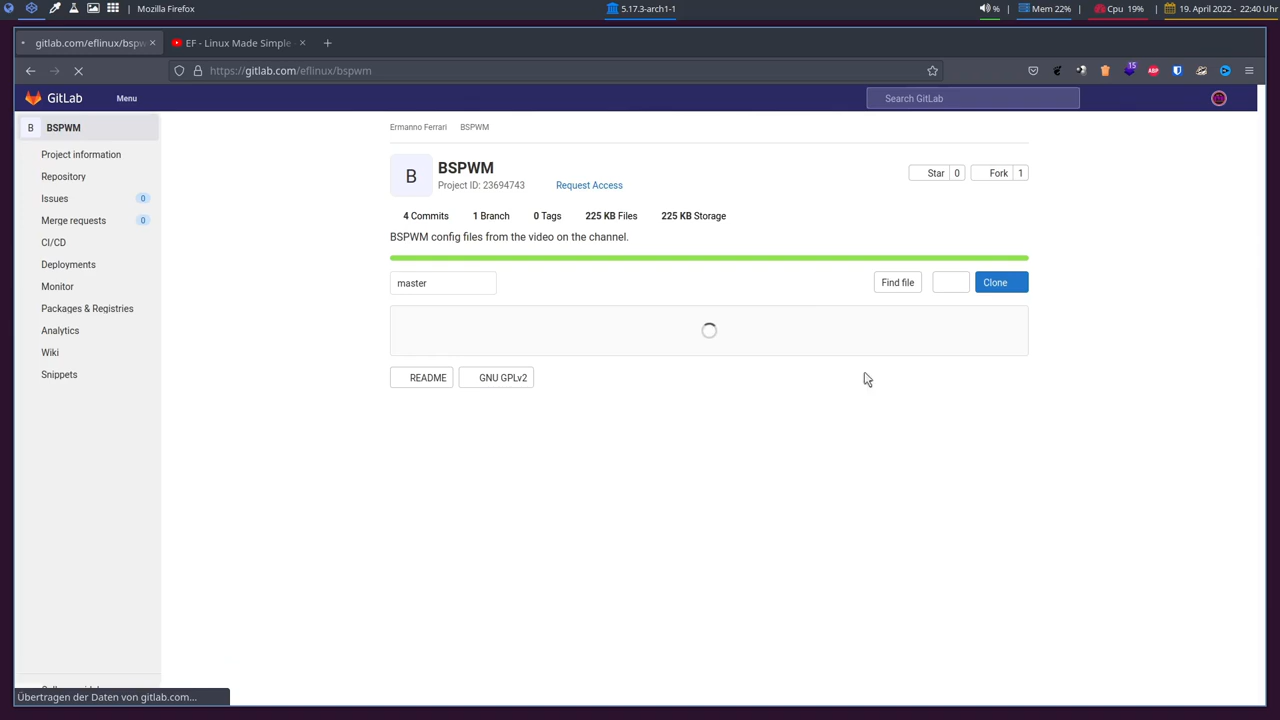 Mozilla Firefox
5.17.3-arch1-1
%
Mem 22%
Cpu 19%
19. April 2022 - 22:40 Uhr
gitlab.com/eflinux/bspw
EF - Linux Made Simple
https://gitlab.com/eflinux/bspwm
15
ABP
GitLab
Menu
Search GitLab
B
BSPWM
Project information
Repository
Issues
0
Merge requests
0
CI/CD
Deployments
Monitor
Packages & Registries
Analytics
Wiki
Snippets
Ermanno Ferrari
BSPWM
B
BSPWM
Project ID: 23694743
Request Access
Star
0
Fork
1
4 Commits
1 Branch
0 Tags
225 KB Files
225 KB Storage
BSPWM config files from the video on the channel.
master
Find file
Clone
README
GNU GPLv2
Übertragen der Daten von gitlab.com…